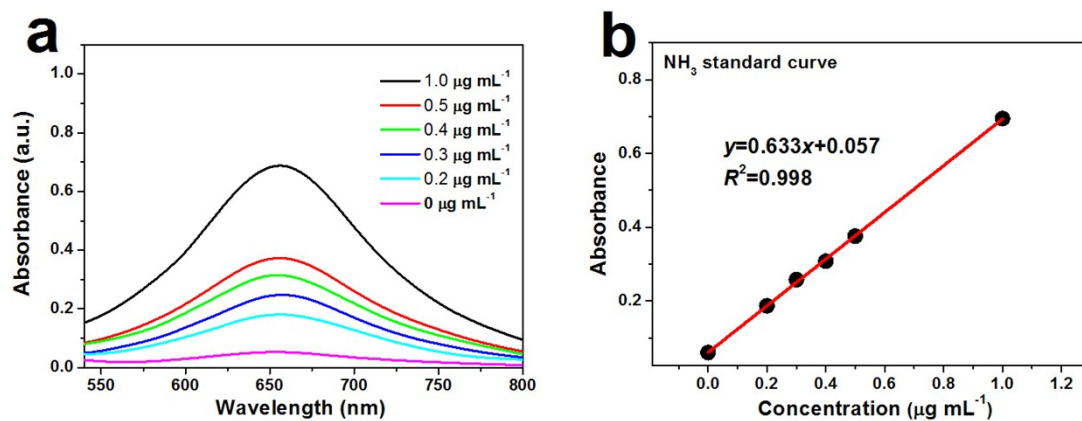 a
1.0
0.8
0.6
0.4
0.2
0.0
Absorbance (a.u.)
550 600 650 700 750 800
Wavelength (nm)
1.0 μg mL⁻¹
0.5 μg mL⁻¹
0.4 μg mL⁻¹
0.3 μg mL⁻¹
0.2 μg mL⁻¹
0 μg mL⁻¹
b
NH₃ standard curve
y=0.633x+0.057
R²=0.998
0.8
0.6
0.4
0.2
Absorbance
0.0 0.2 0.4 0.6 0.8 1.0 1.2
Concentration (μg mL⁻¹)